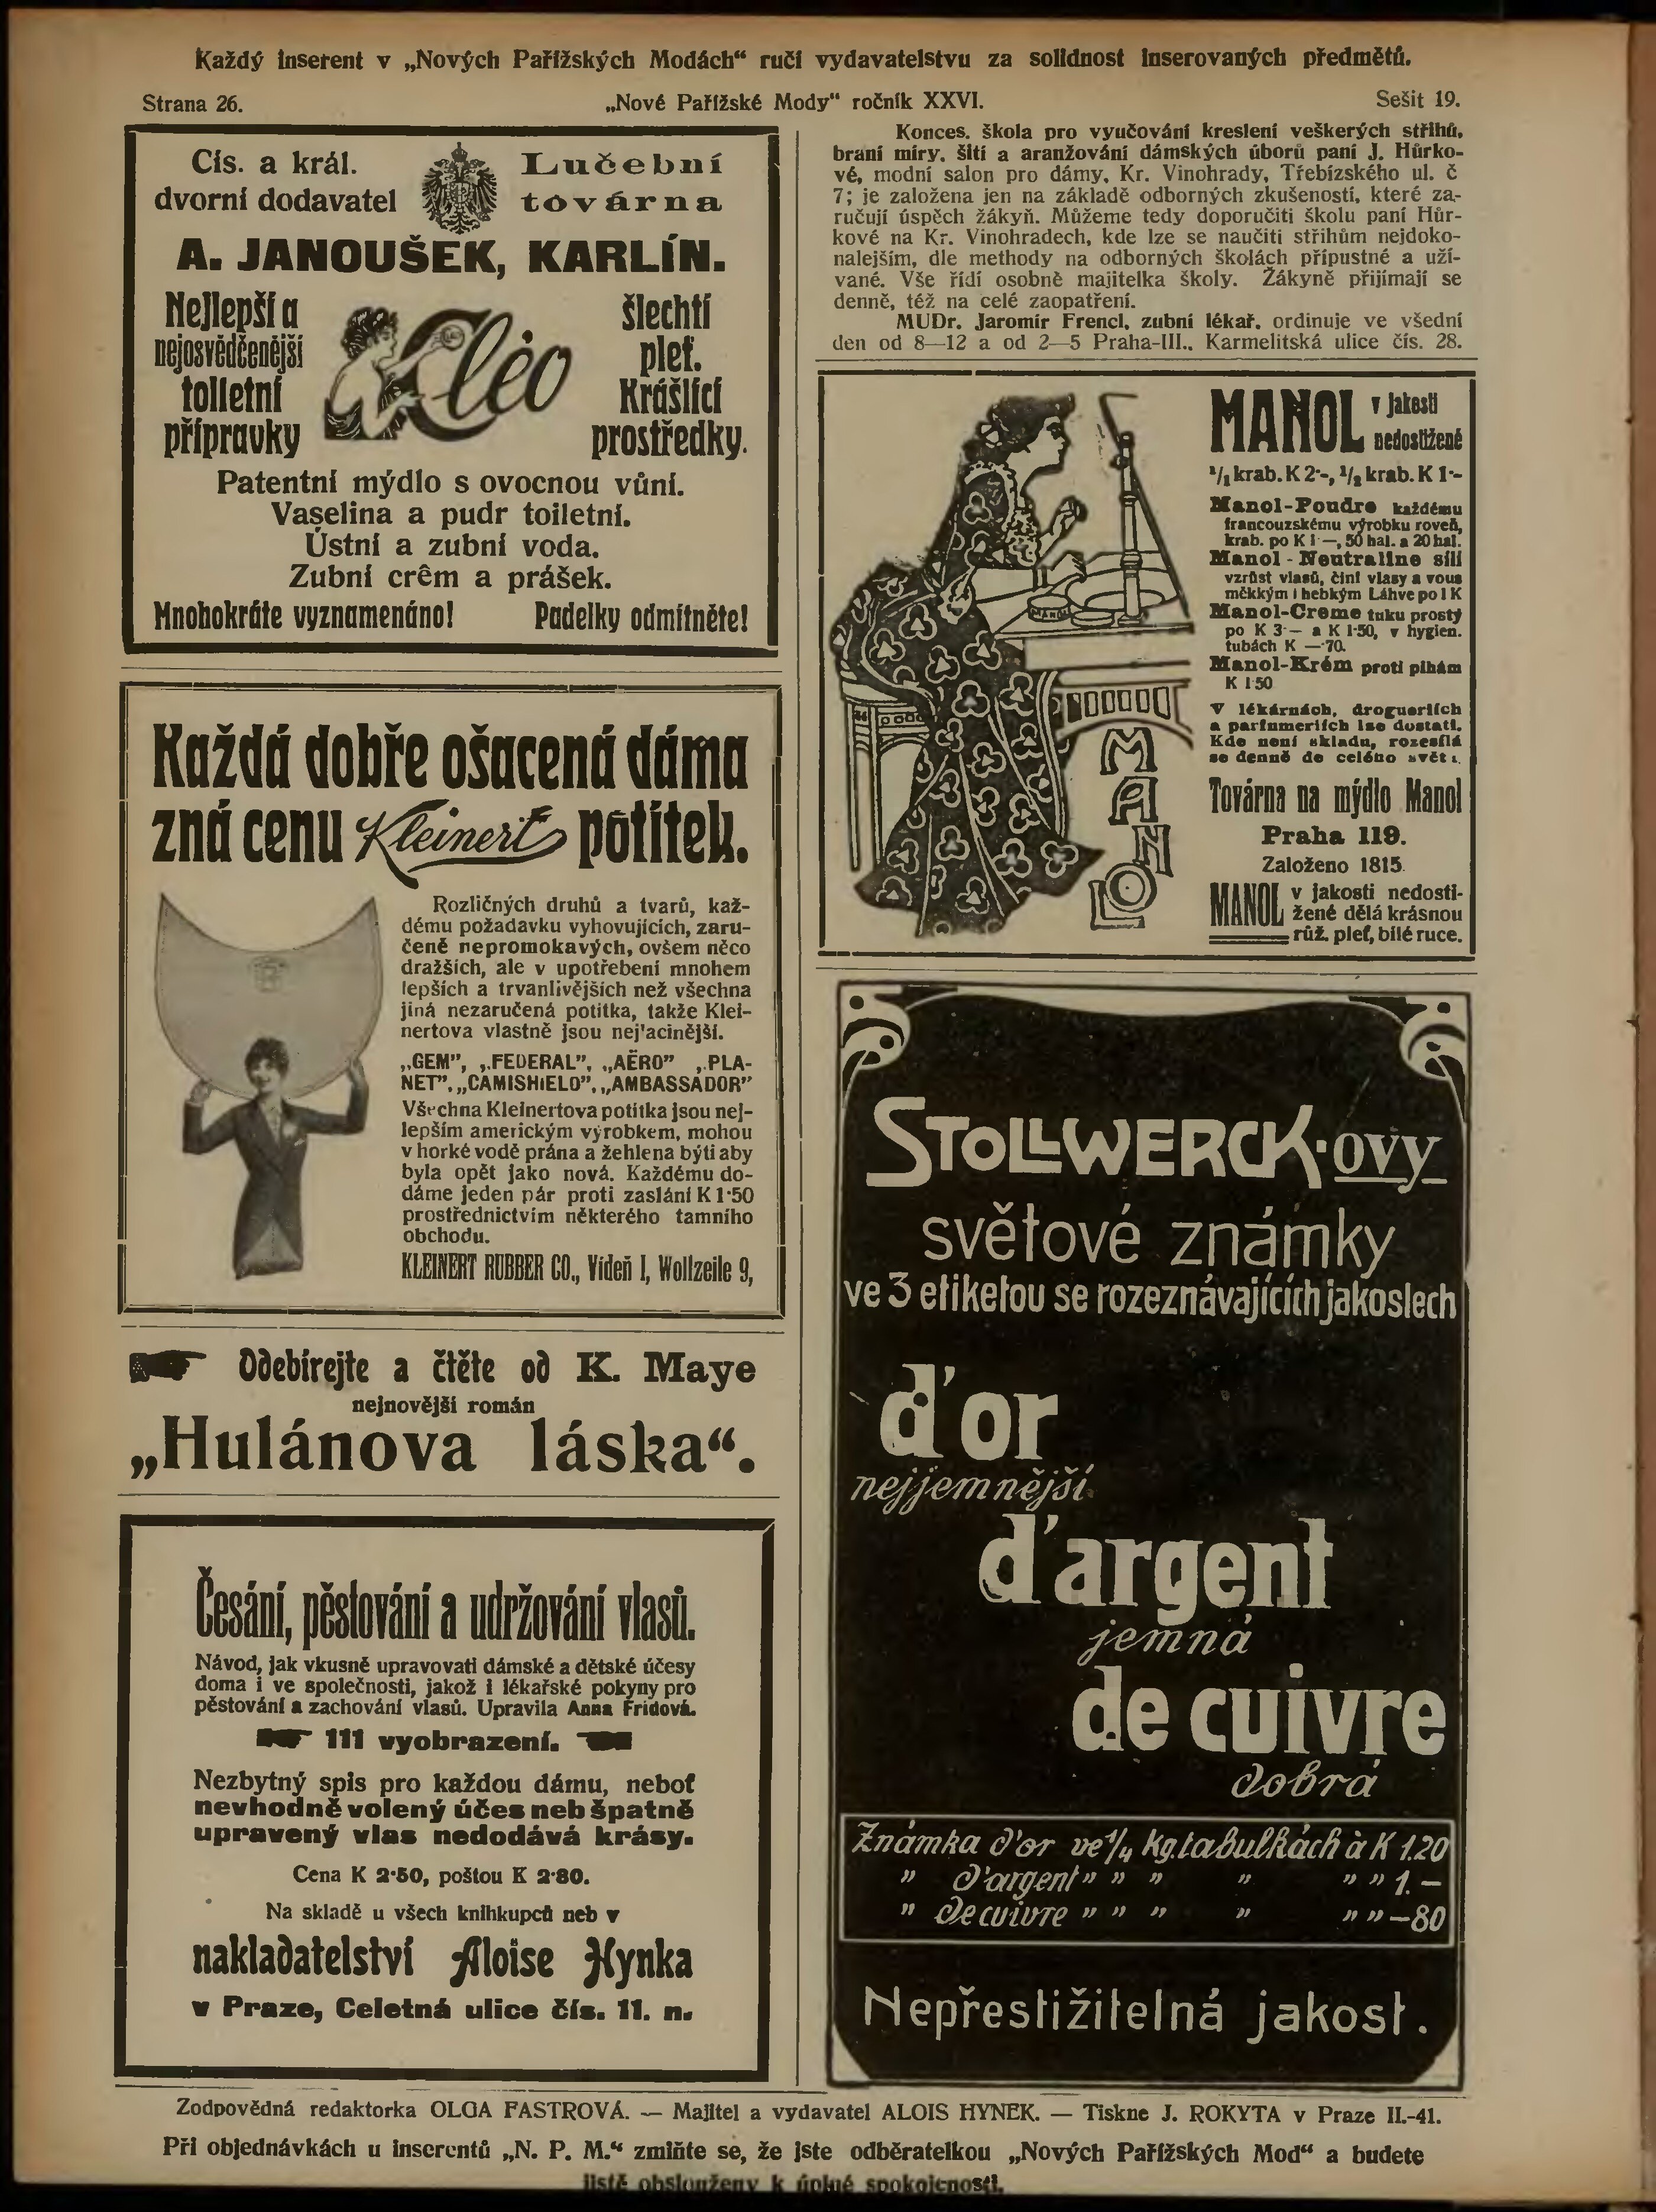 Každý inserent v „Nových Pařížských Modách“ ručí vydavatelstvu za solidnost inserovaných předmětů.
Strana 26.
„Nové Pařížské Mody“ ročník XXVI.
Sešit 19.
Cís. a král.
dvorní dodavatel
Lučební
továrna
A. JANOUŠEK, KARLÍN.
Nejlepší a
nejosvědčenější
toiletní
přípravky
Cléo
šlechtí
pleť.
Krášlící
prostředky.
Patentní mýdlo s ovocnou vůní.
Vaselina a pudr toiletní.
Ústní a zubní voda.
Zubní crêm a prášek.
Mnohokráte vyznamenáno!
Padelky odmítněte!
Každá dobře ošacená dáma
zná cenu Kleinert potítek.
Rozličných druhů a tvarů, kaž-
dému požadavku vyhovujících, zaru-
čeně nepromokavých, ovšem něco
dražších, ale v upotřebení mnohem
lepších a trvanlivějších než všechna
jiná nezaručená potítka, takže Klei-
nertova vlastně jsou nej'acinější.
„GEM”, „FEDERAL”, „AËRO” „PLA-
NET”, „CAMISHIELO”, „AMBASSADOR”
Všechna Kleinertova potítka jsou nej-
lepším americkým výrobkem, mohou
v horké vodě prána a žehlena býti aby
byla opět jako nová. Každému do-
dáme jeden pár proti zaslání K 1·50
prostřednictvím některého tamního
obchodu.
KLEINERT RUBBER CO., Vídeň I, Wollzeile 9,
Odebírejte a čtěte od K. Maye
nejnovější román
„Hulánova láska“.
Česání, pěstování a udržování vlasů.
Návod, jak vkusně upravovati dámské a dětské účesy
doma i ve společnosti, jakož i lékařské pokyny pro
pěstování a zachování vlasů. Upravila Anna Fridová.
111 vyobrazení.
Nezbytný spis pro každou dámu, neboť
nevhodně volený účes neb špatně
upravený vlas nedodává krásy.
Cena K 2·50, poštou K 2·80.
Na skladě u všech knihkupců neb v
nakladatelství Aloise Hynka
v Praze, Celetná ulice čís. 11. n.
Konces. škola pro vyučování kreslení veškerých střihů,
braní míry, šití a aranžování dámských úborů paní J. Hůrko-
vé, modní salon pro dámy, Kr. Vinohrady, Třebízského ul. č
7; je založena jen na základě odborných zkušeností, které za-
ručují úspěch žákyň. Můžeme tedy doporučiti školu paní Hůr-
kové na Kr. Vinohradech, kde lze se naučiti střihům nejdoko-
nalejším, dle methody na odborných školách přípustné a uží-
vané. Vše řídí osobně majitelka školy. Žákyně přijímají se
denně, též na celé zaopatření.
MUDr. Jaromír Frencl, zubní lékař, ordinuje ve všední
den od 8—12 a od 2—5 Praha-III., Karmelitská ulice čís. 28.
MANOL v jakosti
nedostižené
1/1 krab. K 2·-, 1/2 krab. K 1·-
Manol-Poudre každému
francouzskému výrobku roveň,
krab. po K 1·—, 50 hal. a 20 hal.
Manol-Neutraline sílí
vzrůst vlasů, činí vlasy a vous
měkkým i hebkým Láhve po 1 K
Manol-Creme tuku prostý
po K 3·— a K 1·50, v hygien.
tubách K —·70.
Manol-Krém proti pihám
K 1·50
V lékárnách, drogueriích
a parfumeriích lze dostati.
Kde není skladu, rozesílá
se denně do celého svět
Továrna na mýdlo Manol
Praha 119.
Založeno 1815.
MANOL v jakosti nedosti-
žené dělá krásnou
růž. pleť, bílé ruce.
MANOL
MANOL
STOLLWERCK·ovy
světové známky
ve 3 etiketou se rozeznávajících jakostech
d'or
nejjemnější
d'argent
jemná
de cuivre
dobrá
Známka d'or ve 1/4 Kg. tabulkách à K 1.20
„ d'argent „ „ „ „ „ „ 1.—
„ de cuivre „ „ „ „ „ „ —80
Nepřestižitelná jakost.
Zodpovědná redaktorka OLGA FASTROVÁ. — Majitel a vydavatel ALOIS HYNEK. — Tiskne J. ROKYTA v Praze II.-41.
Při objednávkách u inserentů „N. P. M.“ zmiňte se, že jste odběratelkou „Nových Pařížských Mod“ a budete
jistě obslouženy k úplné spokojenosti.